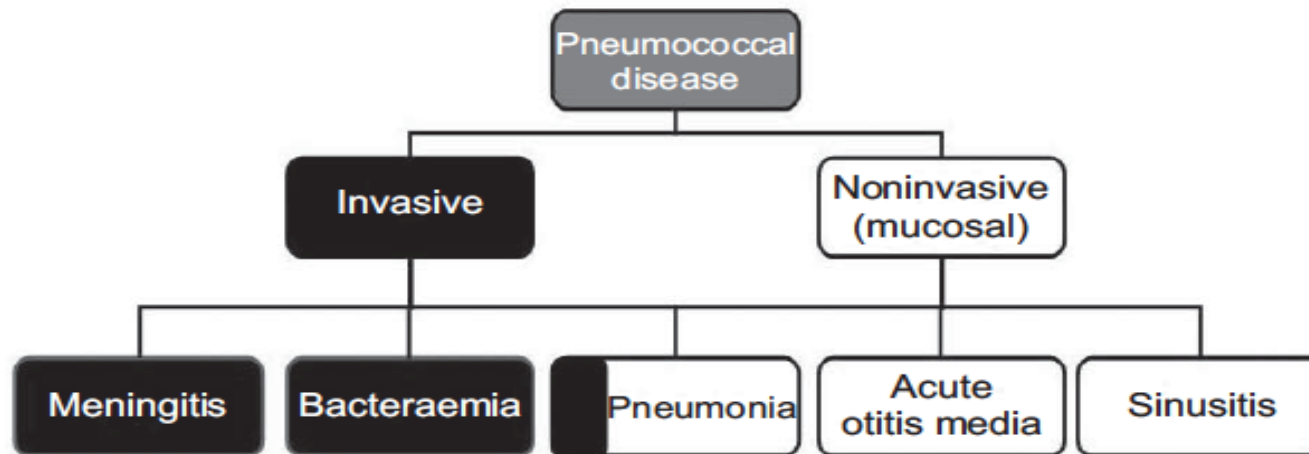 Pneumococcal
disease
Invasive
Noninvasive
(mucosal)
Meningitis
Bacteraemia
Pneumonia
Acute
otitis media
Sinusitis